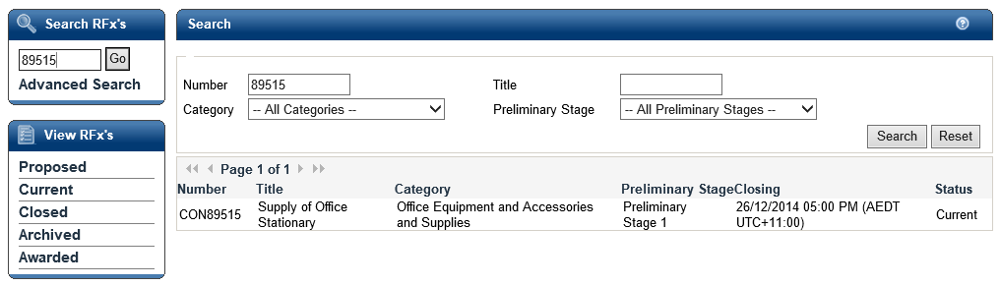 Search RFx's
89515 Go
Advanced Search
View RFx's
Proposed
Current
Closed
Archived
Awarded
Search
Number 89515 Title
Category -- All Categories -- Preliminary Stage -- All Preliminary Stages --
Search Reset
Page 1 of 1
Number Title Category Preliminary Stage Closing Status
CON89515 Supply of Office Stationary Office Equipment and Accessories and Supplies Preliminary Stage 1 26/12/2014 05:00 PM (AEDT UTC+11:00) Current